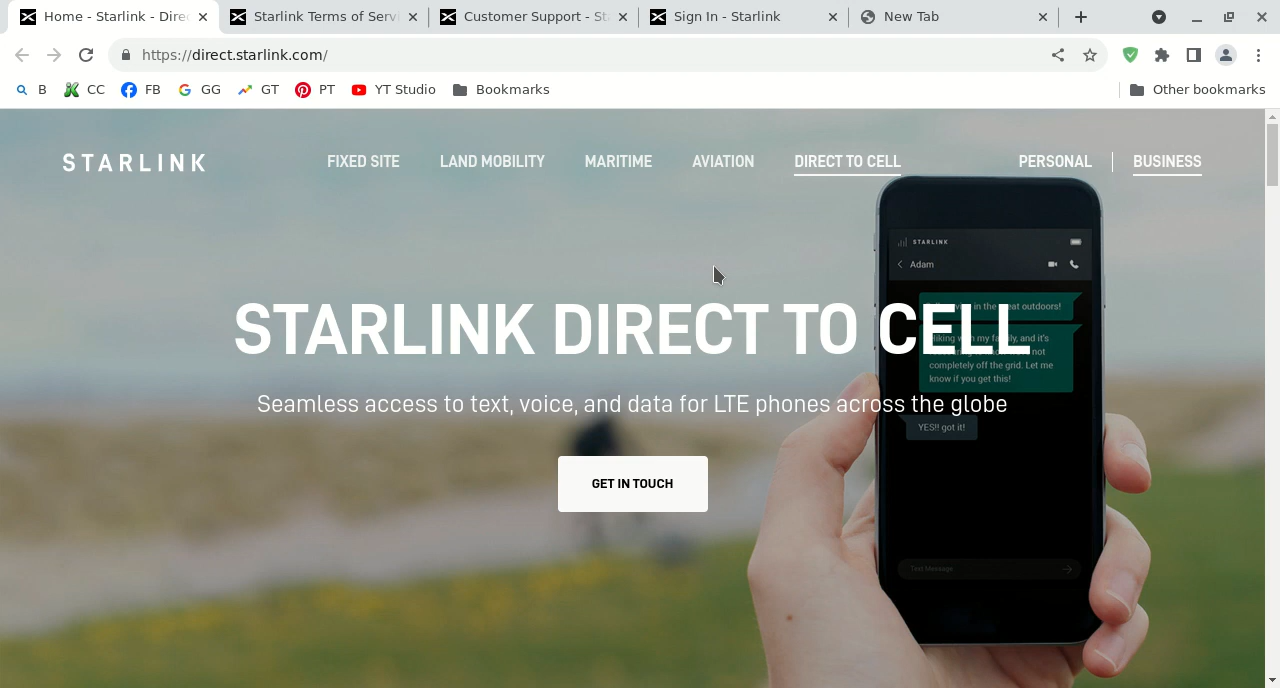 Home - Starlink - Direc
Starlink Terms of Servi
Customer Support - St
Sign In - Starlink
New Tab
https://direct.starlink.com/
B
CC
FB
GG
GT
PT
YT Studio
Bookmarks
Other bookmarks
STARLINK
FIXED SITE
LAND MOBILITY
MARITIME
AVIATION
DIRECT TO CELL
PERSONAL
BUSINESS
STARLINK
Adam
in the great outdoors!
STARLINK DIRECT TO CELL
Hiking with my family, and it's
not
completely off the grid. Let me
know if you get this!
Seamless access to text, voice, and data for LTE phones across the globe
YES!! got it!
GET IN TOUCH
Text Message